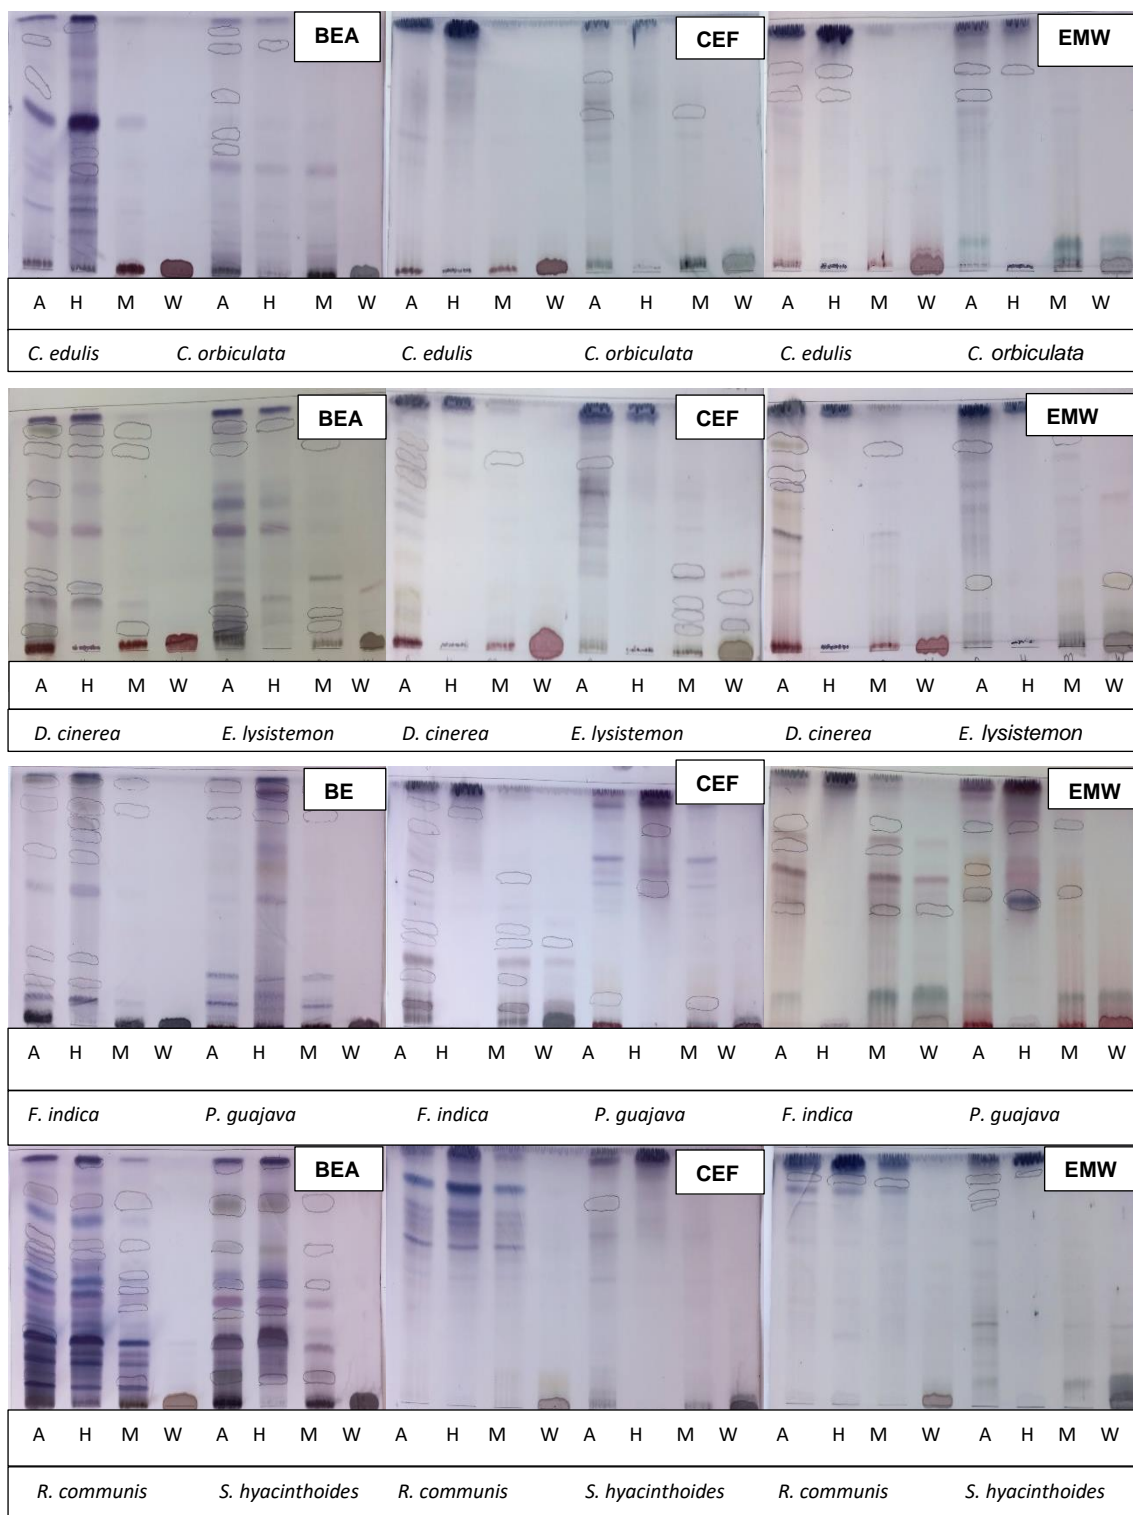 BEA CEF EMW
A H M W A H M W A H M W A H M W A H M W A H M W
C. edulis C. orbiculata C. edulis C. orbiculata C. edulis C. orbiculata
BEA CEF EMW
A H M W A H M W A H M W A H M W A H M W A H M W
D. cinerea E. lysistemon D. cinerea E. lysistemon D. cinerea E. lysistemon
BE CEF EMW
A H M W A H M W A H M W A H M W A H M W A H M W
F. indica P. guajava F. indica P. guajava F. indica P. guajava
BEA CEF EMW
A H M W A H M W A H M W A H M W A H M W A H M W
R. communis S. hyacinthoides R. communis S. hyacinthoides R. communis S. hyacinthoides